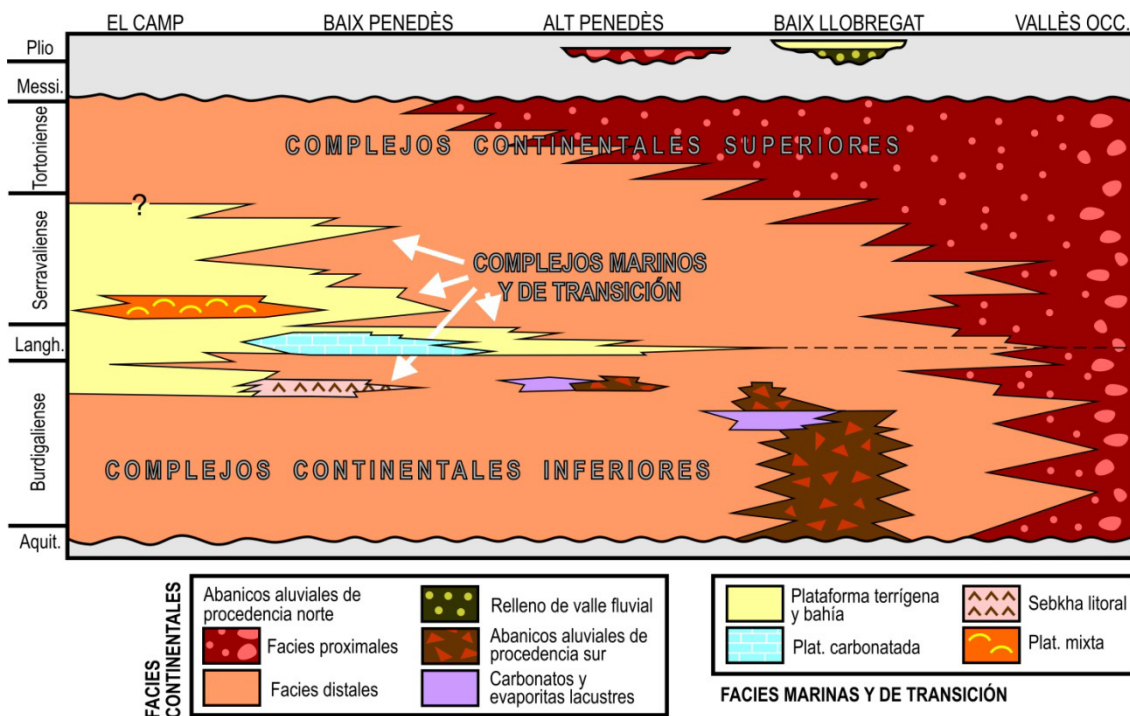 EL CAMP BAIX PENEDÈS ALT PENEDÈS BAIX LLOBREGAT VALLÈS OCC.
Plio
Messi.
Tortoniense
COMPLEJOS CONTINENTALES SUPERIORES
?
Serravaliense
COMPLEJOS MARINOS
Y DE TRANSICIÓN
Langh.
Burdigaliense
COMPLEJOS CONTINENTALES INFERIORES
Aquit.
FACIES
CONTINENTALES
Abanicos aluviales de
procedencia norte
Facies proximales
Facies distales
Relleno de valle fluvial
Abanicos aluviales de
procedencia sur
Carbonatos y
evaporitas lacustres
Plataforma terrígena
y bahía
Plat. carbonatada
Sebkha litoral
Plat. mixta
FACIES MARINAS Y DE TRANSICIÓN